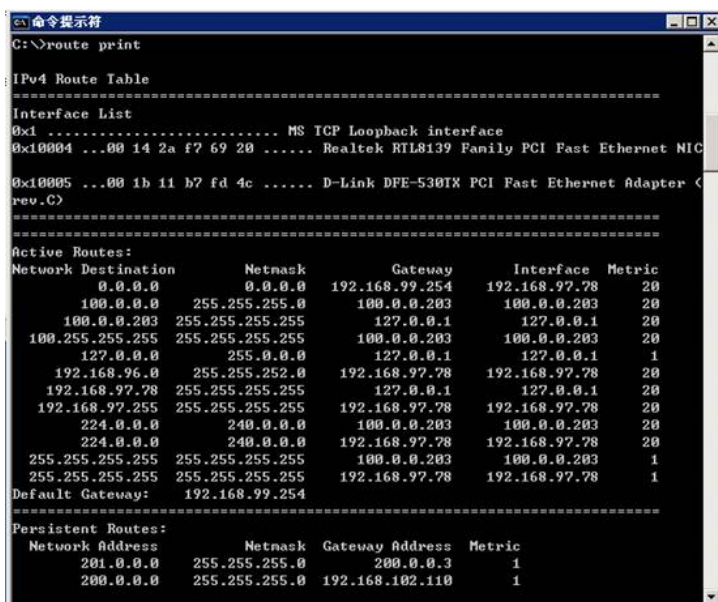 命令提示符
C:\>route print
IPv4 Route Table
===========================================================================
Interface List
0x1 ........................... MS TCP Loopback interface
0x10004 ...00 14 2a f7 69 20 ...... Realtek RTL8139 Family PCI Fast Ethernet NIC
0x10005 ...00 1b 11 b7 fd 4c ...... D-Link DFE-530TX PCI Fast Ethernet Adapter (
rev.C)
===========================================================================
===========================================================================
Active Routes:
Network Destination Netmask Gateway Interface Metric
0.0.0.0 0.0.0.0 192.168.99.254 192.168.97.78 20
100.0.0.0 255.255.255.0 100.0.0.203 100.0.0.203 20
100.0.0.203 255.255.255.255 127.0.0.1 127.0.0.1 20
100.255.255.255 255.255.255.255 100.0.0.203 100.0.0.203 20
127.0.0.0 255.0.0.0 127.0.0.1 127.0.0.1 1
192.168.96.0 255.255.252.0 192.168.97.78 192.168.97.78 20
192.168.97.78 255.255.255.255 127.0.0.1 127.0.0.1 20
192.168.97.255 255.255.255.255 192.168.97.78 192.168.97.78 20
224.0.0.0 240.0.0.0 100.0.0.203 100.0.0.203 20
224.0.0.0 240.0.0.0 192.168.97.78 192.168.97.78 20
255.255.255.255 255.255.255.255 100.0.0.203 100.0.0.203 1
255.255.255.255 255.255.255.255 192.168.97.78 192.168.97.78 1
Default Gateway: 192.168.99.254
===========================================================================
Persistent Routes:
Network Address Netmask Gateway Address Metric
201.0.0.0 255.255.255.0 200.0.0.3 1
200.0.0.0 255.255.255.0 192.168.102.110 1